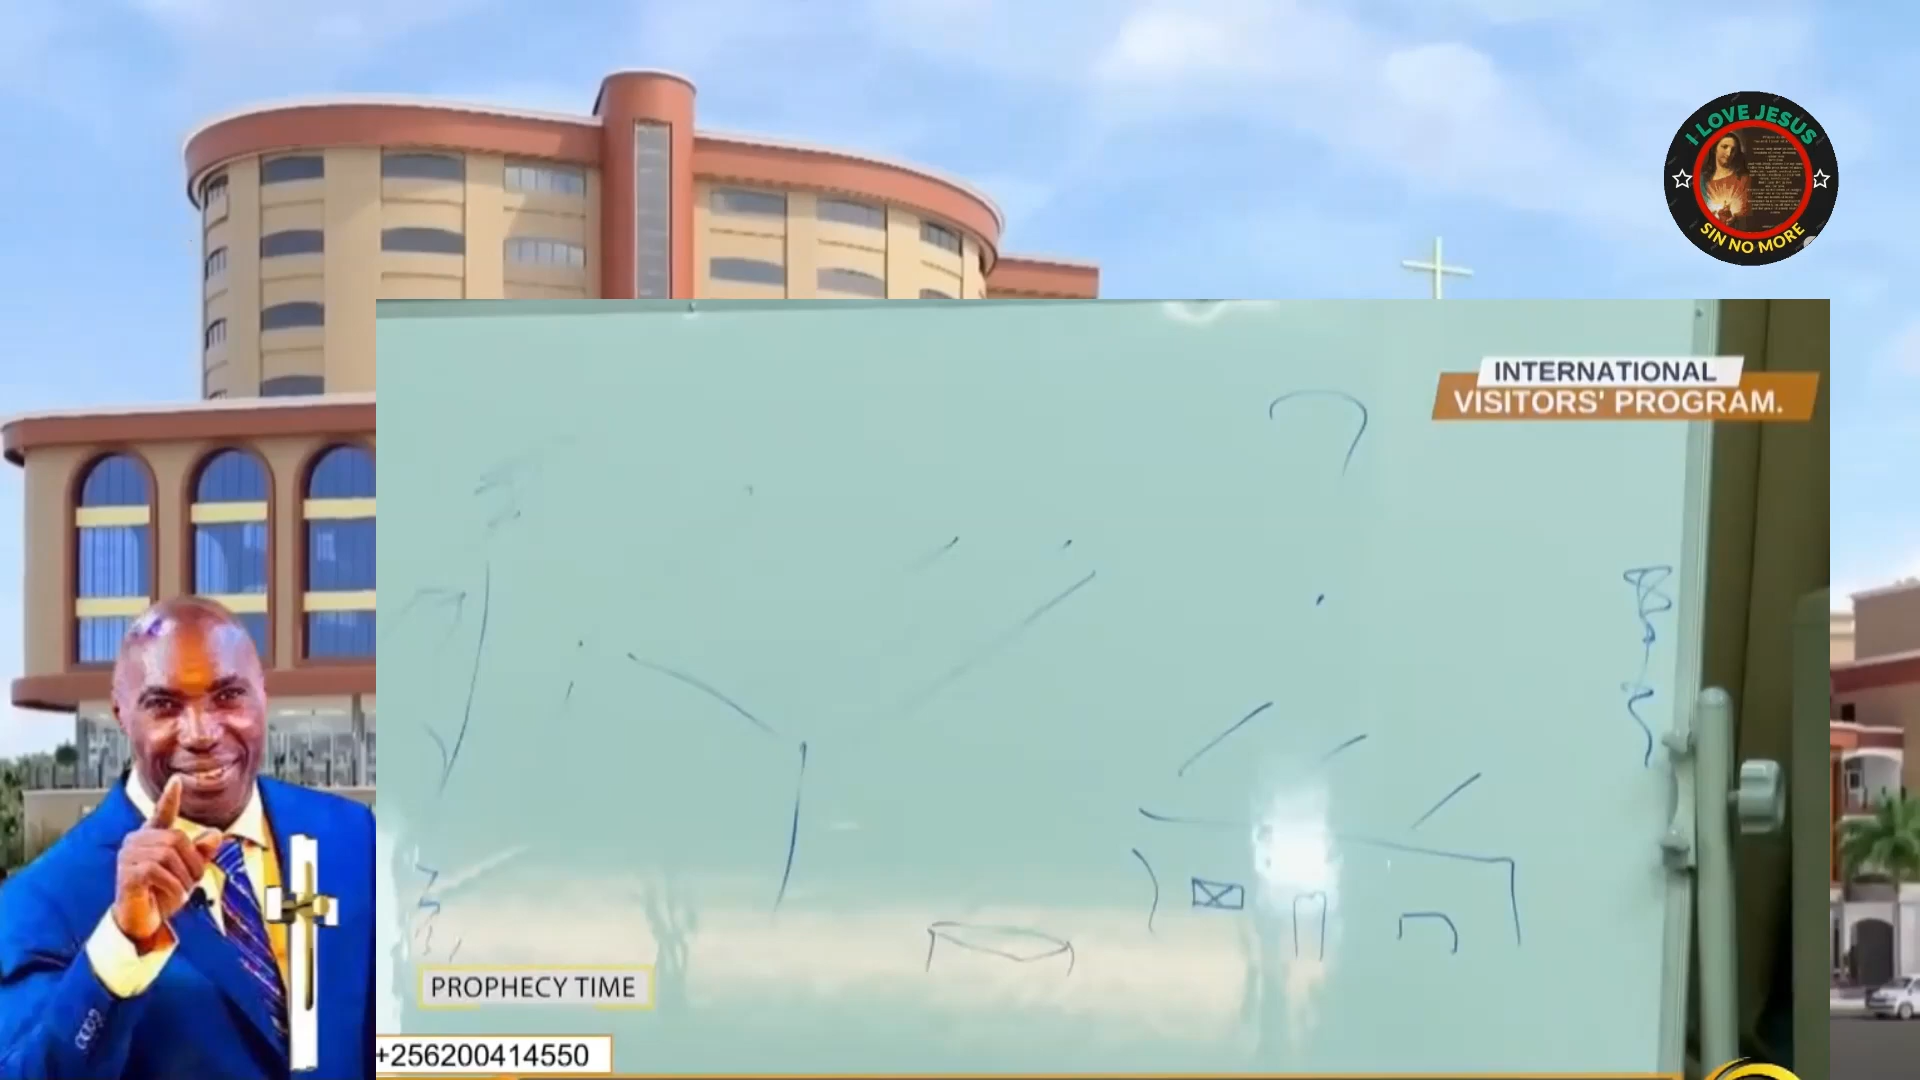 I LOVE JESUS
SIN NO MORE
INTERNATIONAL
VISITORS' PROGRAM.
PROPHECY TIME
+256200414550